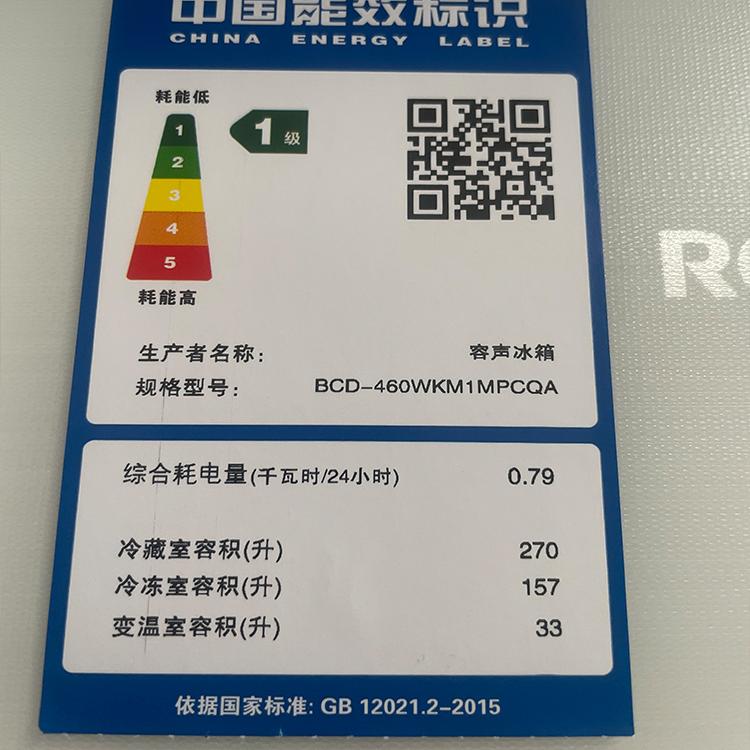 中国能效标识
CHINA ENERGY LABEL
耗能低
1
2
3
4
5
耗能高
1级
生产者名称: 容声冰箱
规格型号: BCD-460WKM1MPCQA
综合耗电量(千瓦时/24小时) 0.79
冷藏室容积(升) 270
冷冻室容积(升) 157
变温室容积(升) 33
依据国家标准: GB 12021.2-2015